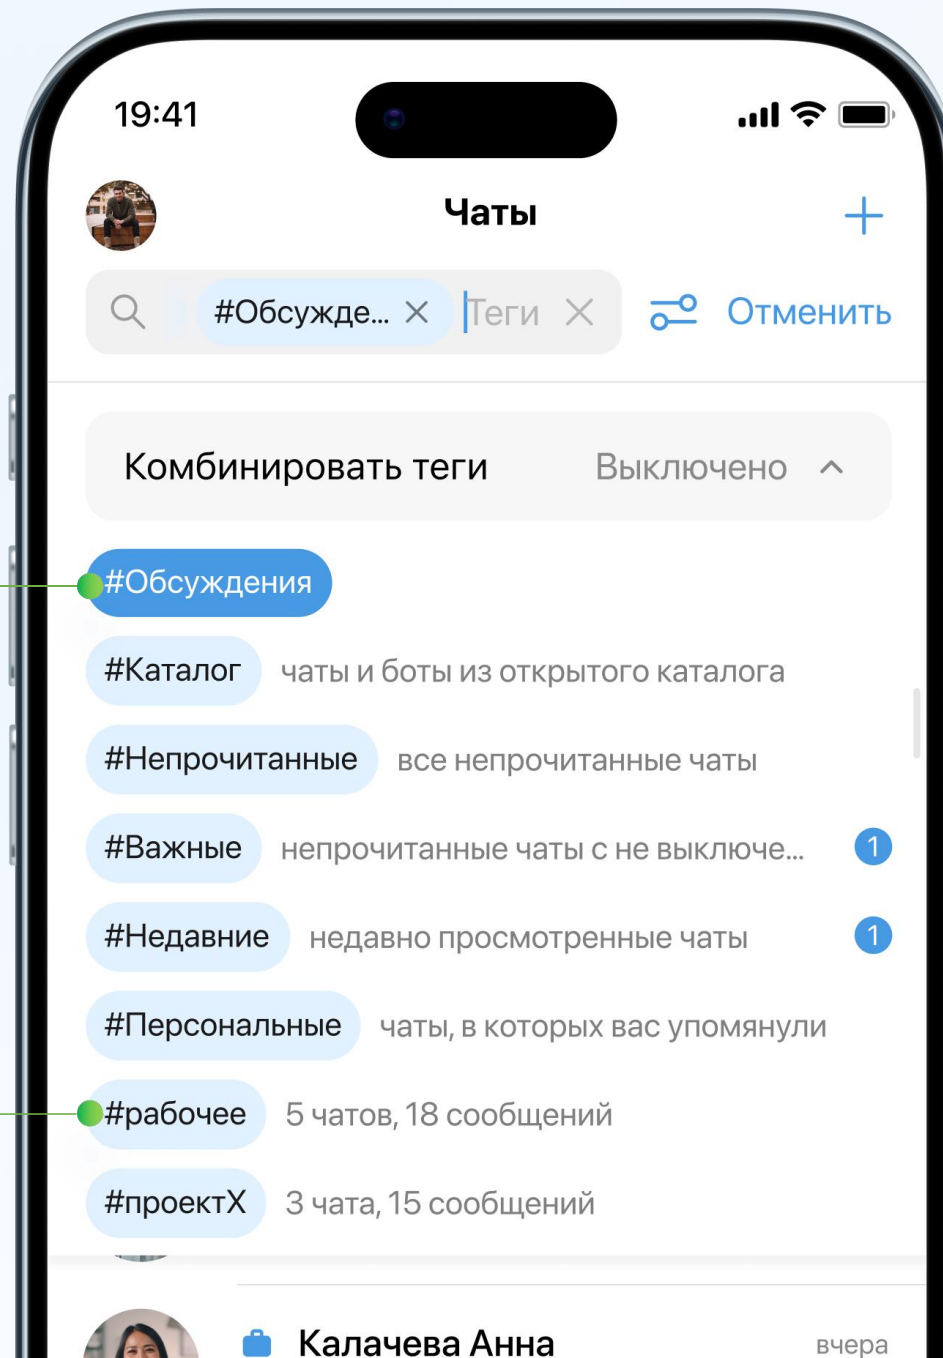 19:41
Чаты
#Обсужде... Теги Отменить
Комбинировать теги Выключено
#Обсуждения
#Каталог чаты и боты из открытого каталога
#Непрочитанные все непрочитанные чаты
#Важные непрочитанные чаты с не выключе... 1
#Недавние недавно просмотренные чаты 1
#Персональные чаты, в которых вас упомянули
#рабочее 5 чатов, 18 сообщений
#проектX 3 чата, 15 сообщений
Калачева Анна вчера